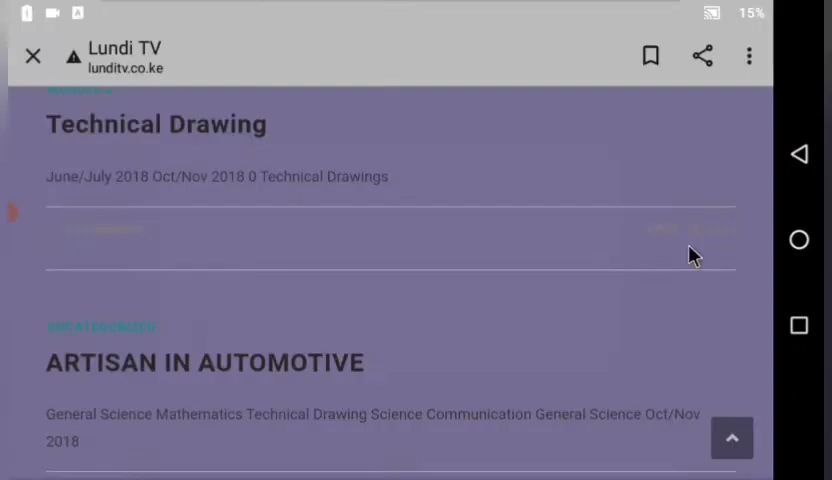 15%
Lundi TV
lunditv.co.ke
Technical Drawing
June/July 2018 Oct/Nov 2018 0 Technical Drawings
UNCATEGORIZED
ARTISAN IN AUTOMOTIVE
General Science Mathematics Technical Drawing Science Communication General Science Oct/Nov
2018